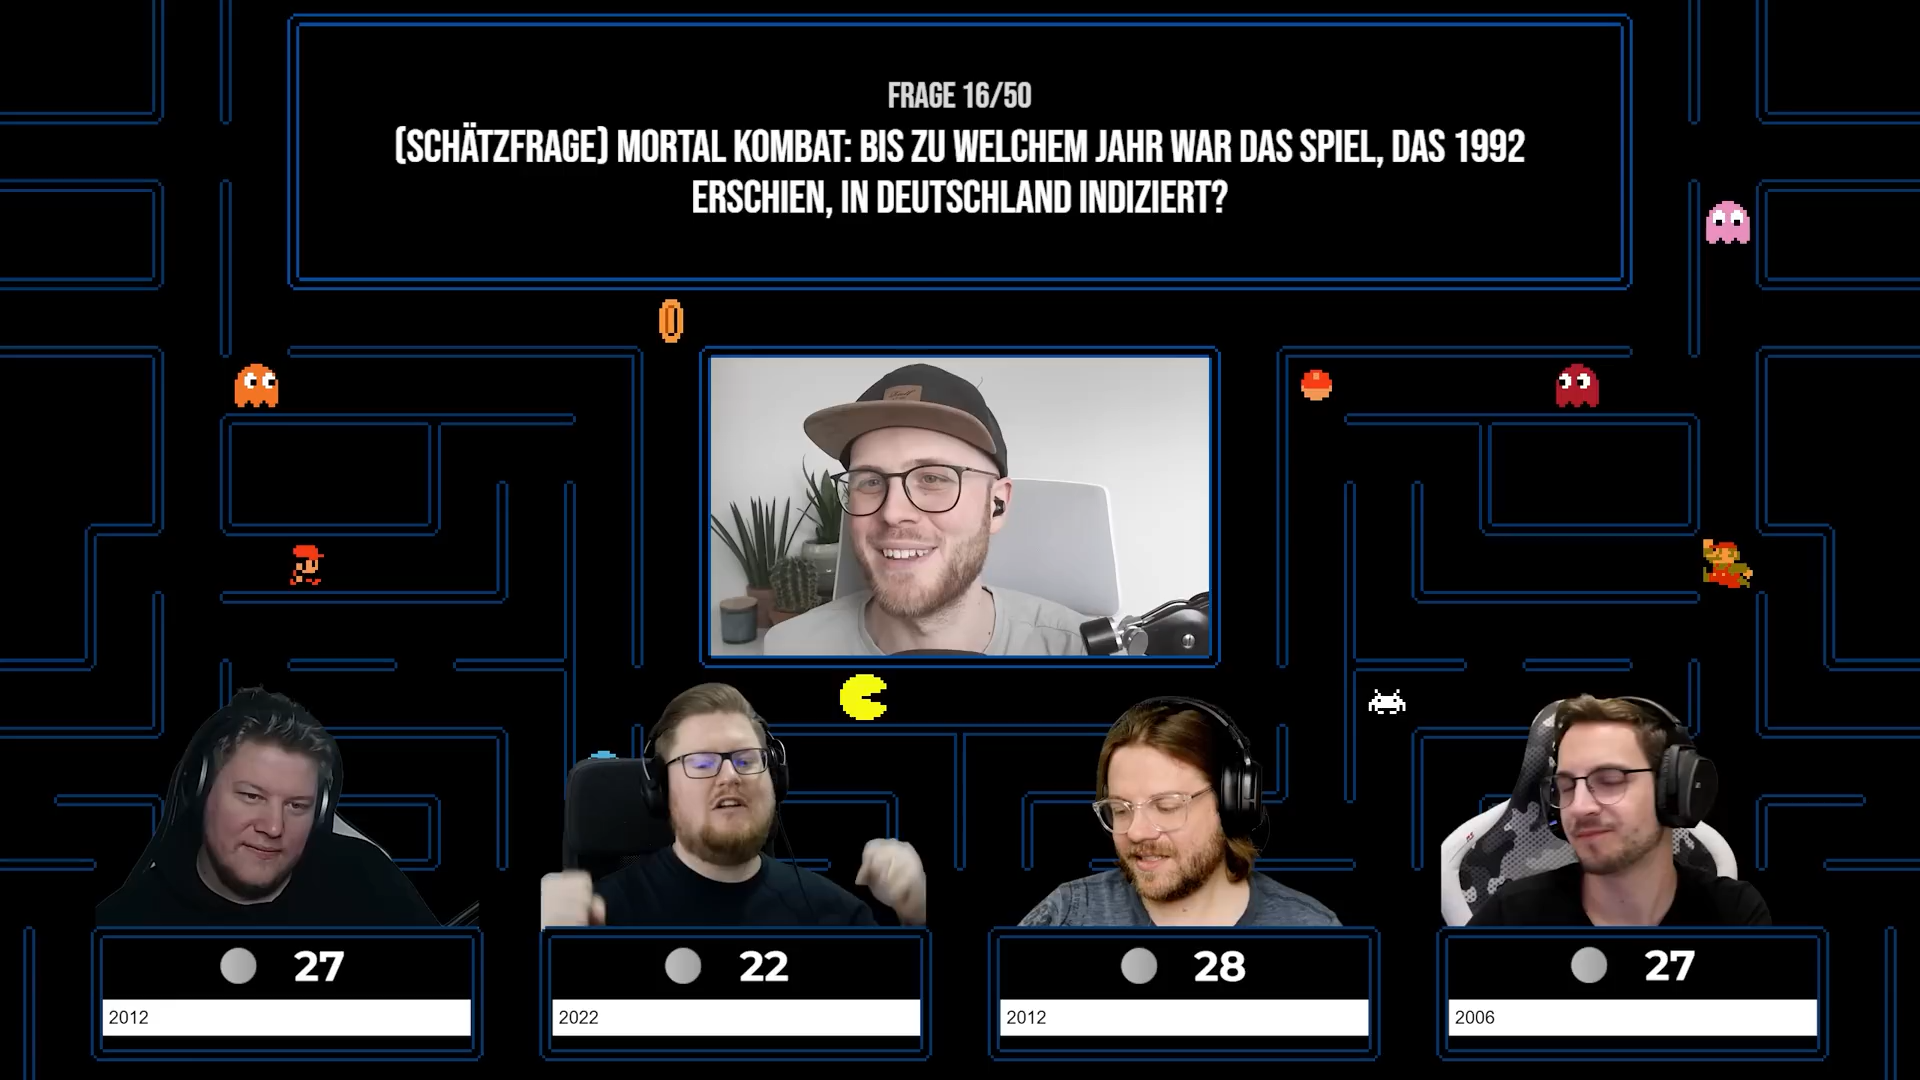 FRAGE 16/50
(SCHÄTZFRAGE) MORTAL KOMBAT: BIS ZU WELCHEM JAHR WAR DAS SPIEL, DAS 1992
ERSCHIEN, IN DEUTSCHLAND INDIZIERT?
27
22
28
27
2012
2022
2012
2006